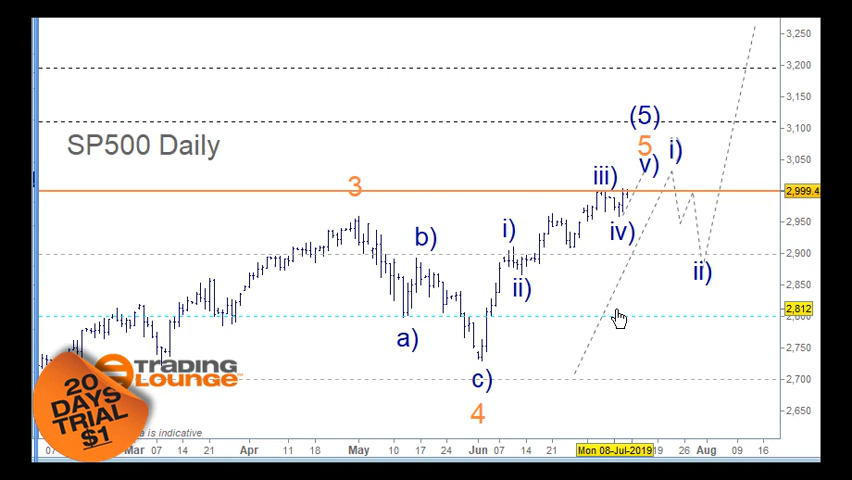 SP500 Daily
3,250
3,200
3,150
3,100
3,050
2,999.4
2,950
2,900
2,850
2,812
2,800
2,750
2,700
2,650
(5)
5
v)
i)
iii)
iv)
ii)
3
b)
i)
ii)
a)
c)
4
TRADING
LOUNGE
20
DAYS
TRIAL
$1
a is indicative
07
Mar
14
21
Apr
11
18
May
10
17
24
Jun
07
14
21
Mon 08-Jul-2019
19
26
Aug
09
16